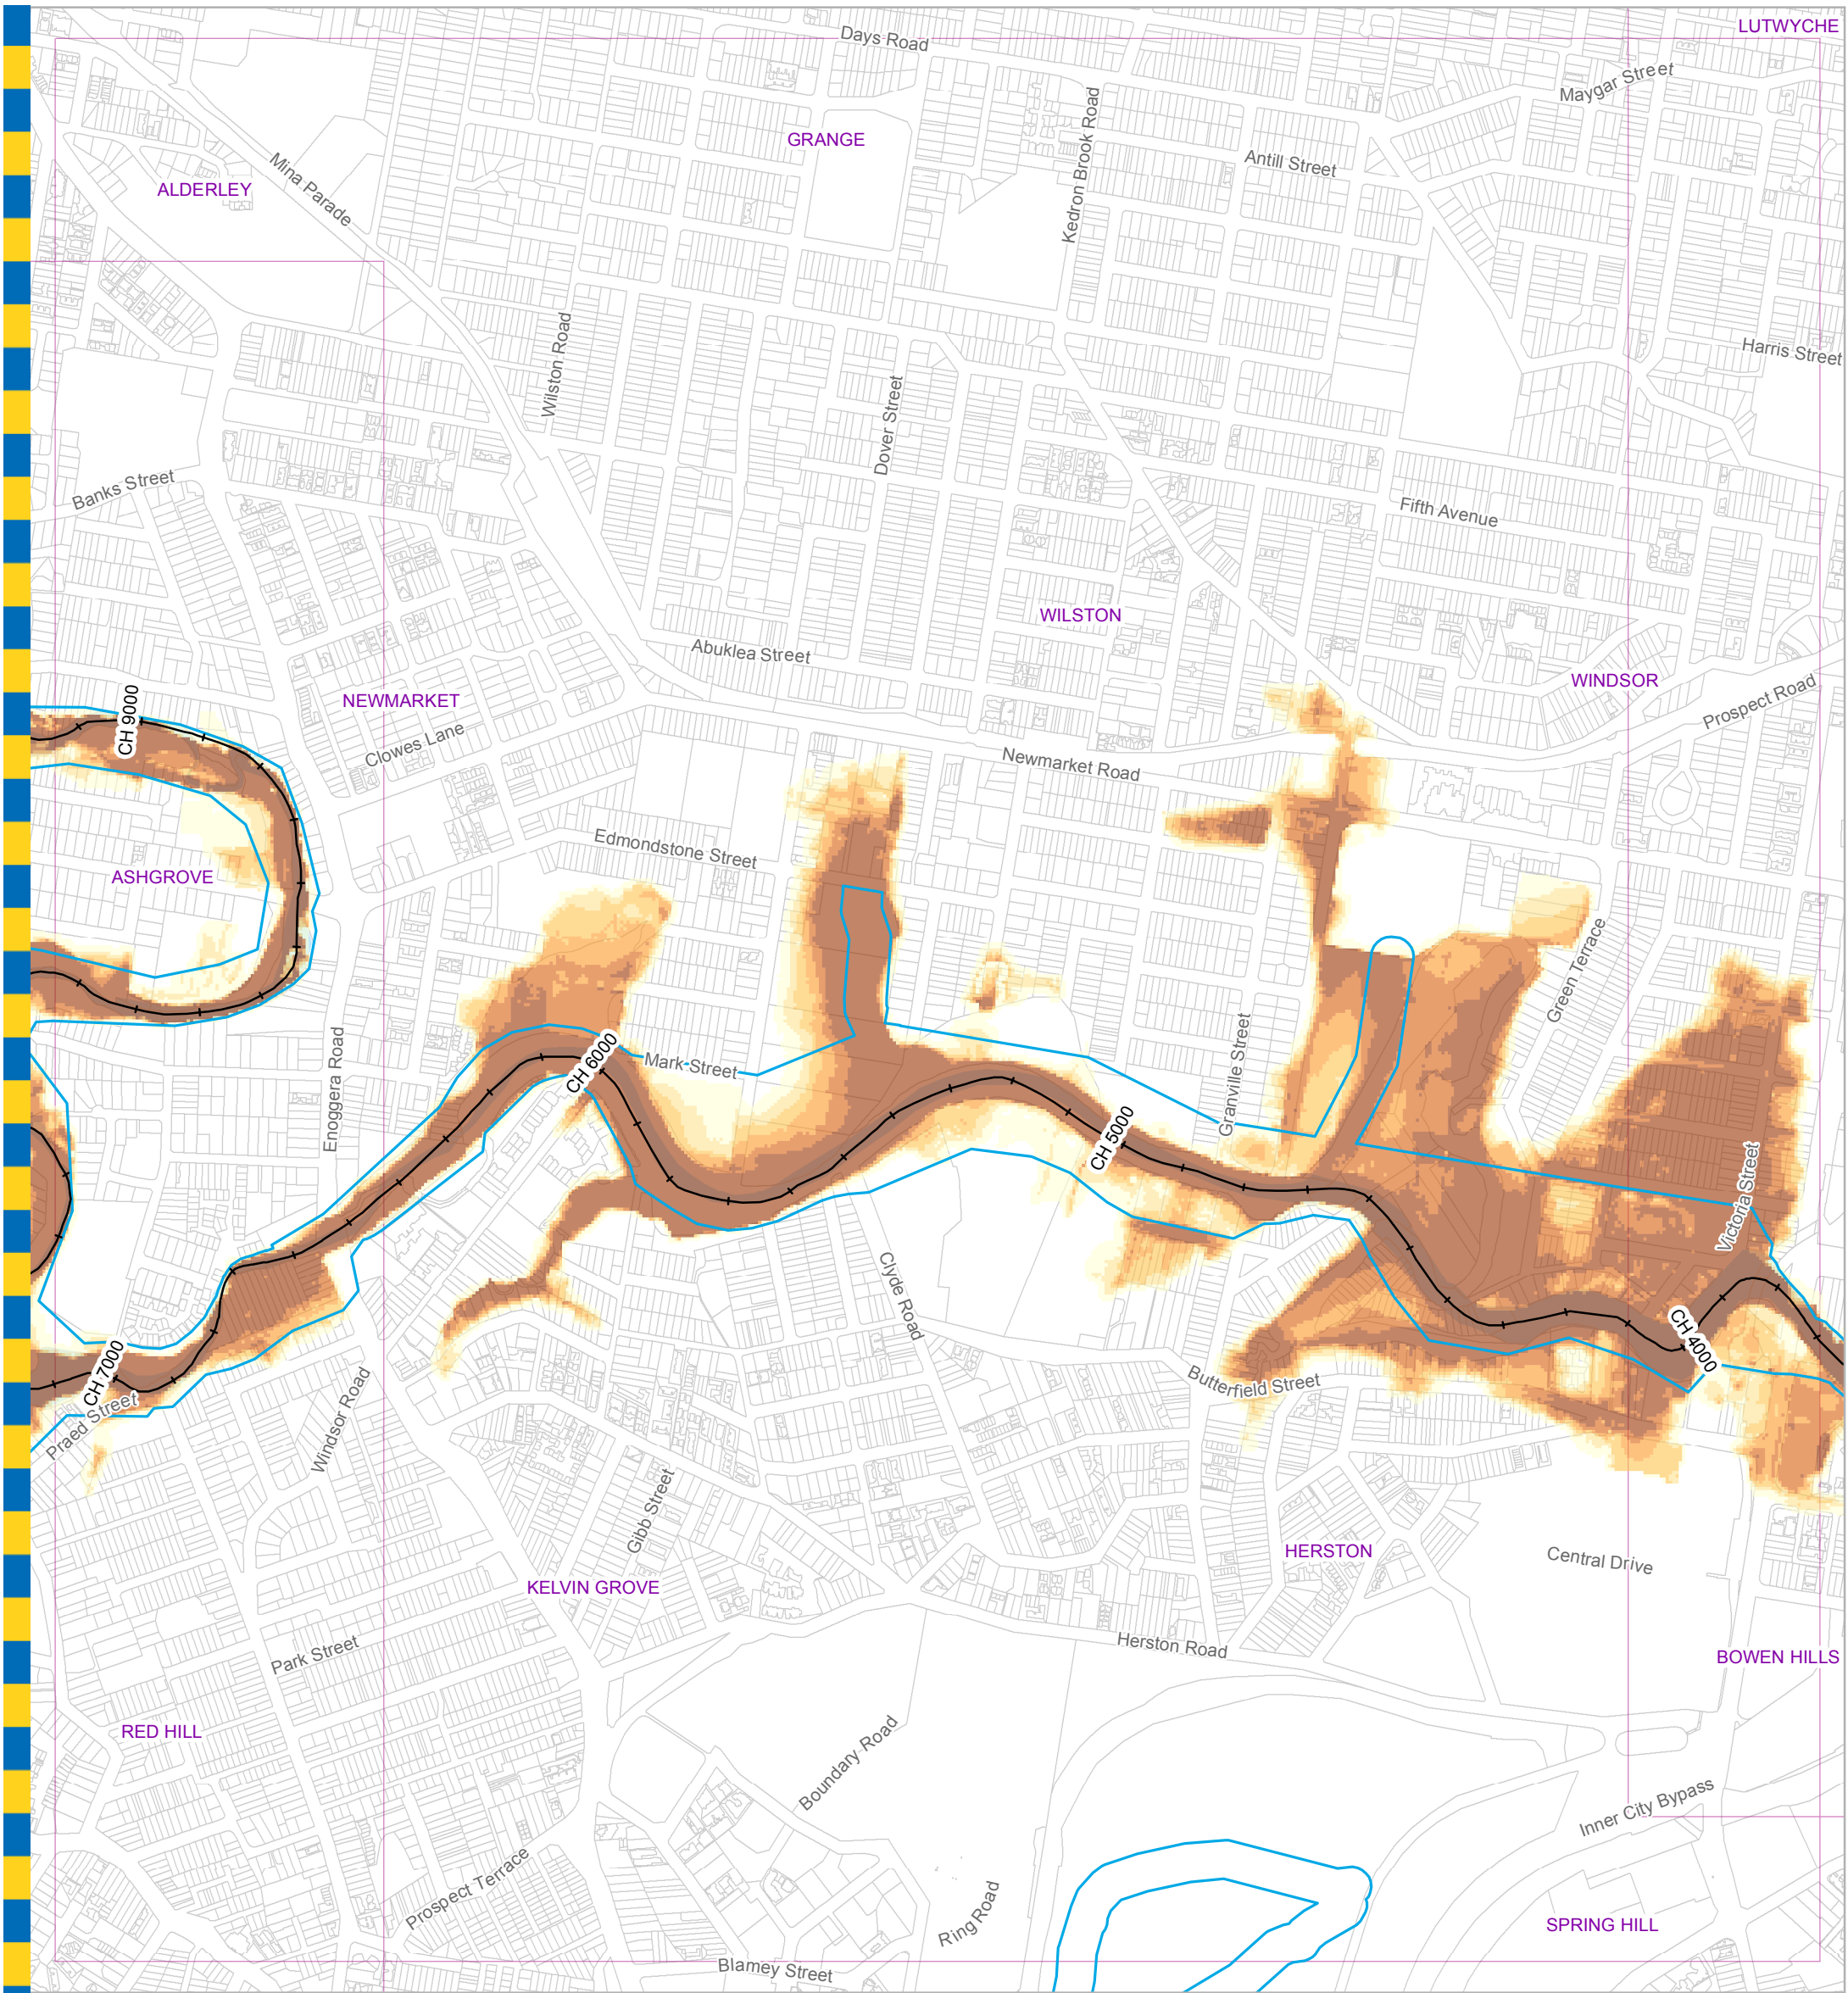 LUTWYCHE
Days Road
Maygar Street
GRANGE
Kedron Brook Road
Antill Street
Mina Parade
ALDERLEY
Harris Street
Wilston Road
Dover Street
Banks Street
Fifth Avenue
WILSTON
Abuklea Street
WINDSOR
Prospect Road
NEWMARKET
CH 9000
Clowes Lane
Newmarket Road
Edmondstone Street
ASHGROVE
Green Terrace
Enoggera Road
CH 6000
Mark Street
Granville Street
CH 5000
Victoria Street
Clyde Road
CH 4000
CH 7000
Praed Street
Butterfield Street
Windsor Road
Gibb Street
HERSTON
Central Drive
KELVIN GROVE
Herston Road
Park Street
BOWEN HILLS
RED HILL
Boundary Road
Inner City Bypass
Prospect Terrace
Ring Road
SPRING HILL
Blamey Street